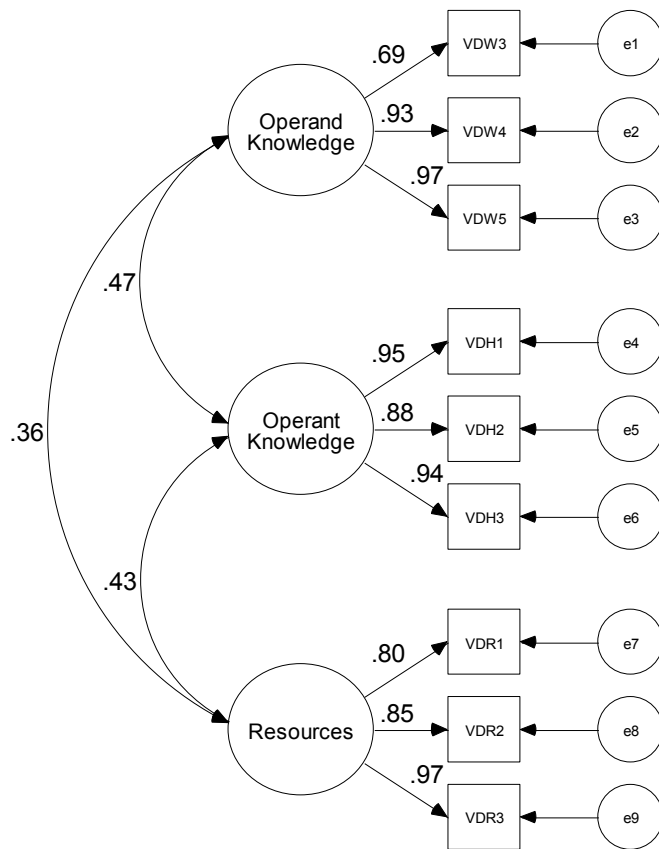 .69
VDW3
e1
Operand
Knowledge
.93
VDW4
e2
.97
VDW5
e3
.47
.95
VDH1
e4
.36
Operant
Knowledge
.88
VDH2
e5
.94
VDH3
e6
.43
.80
VDR1
e7
Resources
.85
VDR2
e8
.97
VDR3
e9